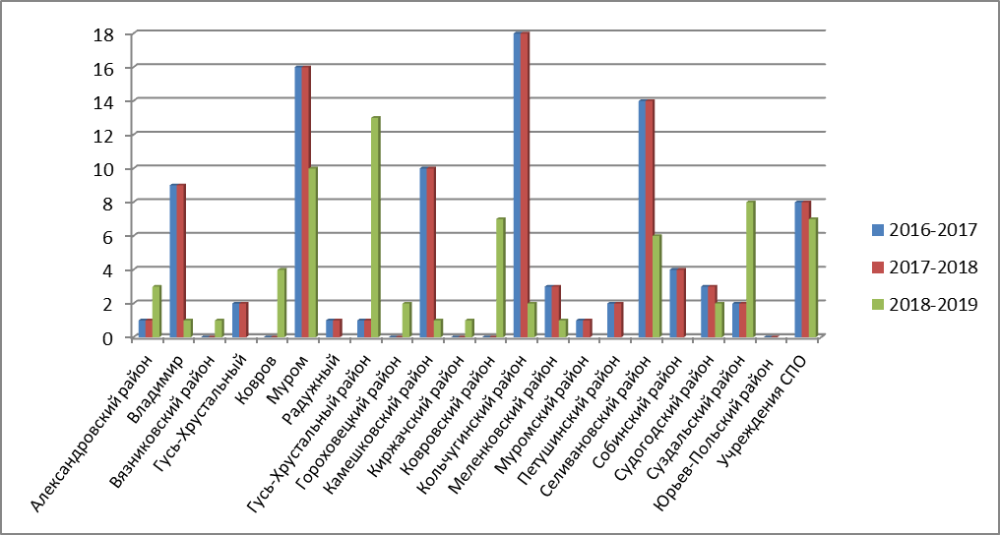 18
16
14
12
10
8
6
4
2
0
2016-2017
2017-2018
2018-2019
Александровский район
Владимир
Вязниковский район
Гусь-Хрустальный
Ковров
Муром
Радужный
Гусь-Хрустальный район
Гороховецкий район
Камешковский район
Киржачский район
Ковровский район
Кольчугинский район
Меленковский район
Муромский район
Петушинский район
Селивановский район
Собинский район
Судогодский район
Суздальский район
Юрьев-Польский район
Учреждения СПО